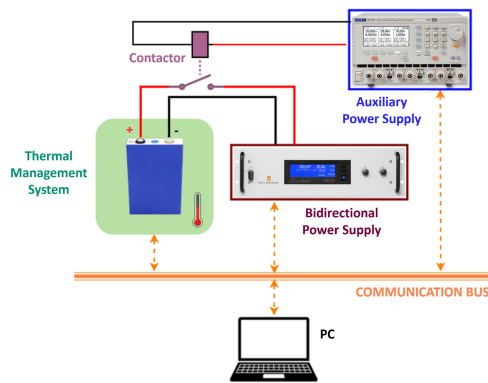 Contactor
Auxiliary
Power Supply
+
-
Thermal
Management
System
Bidirectional
Power Supply
COMMUNICATION BUS
PC